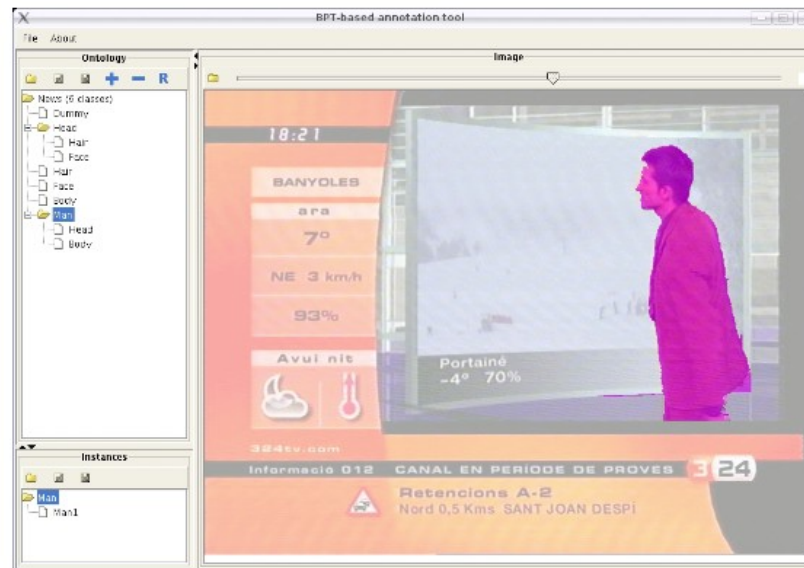 BPT-based annotation tool
File About
Ontology
R
News (6 classes)
Dummy
Head
Hair
Face
Hair
Face
Body
Man
Head
Body
Instances
Man
Man1
Image
18:21
BANYOLES
ara
7º
NE 3 km/h
93%
Avui nit
Portainé
-4º 70%
324tv.com
Informació 012 CANAL EN PERÍODE DE PROVES 3 24
Retencions A-2
Nord 0,5 Kms SANT JOAN DESPÍ